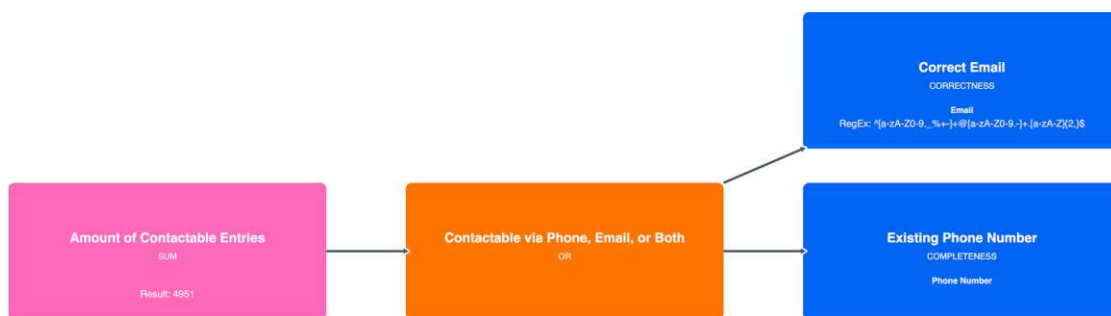 Correct Email
CORRECTNESS
Email
RegEx: ^[a-zA-Z0-9._%+-]+@[a-zA-Z0-9.-]+.[a-zA-Z]{2,}$
Amount of Contactable Entries
SUM
Result: 4951
Contactable via Phone, Email, or Both
OR
Existing Phone Number
COMPLETENESS
Phone Number